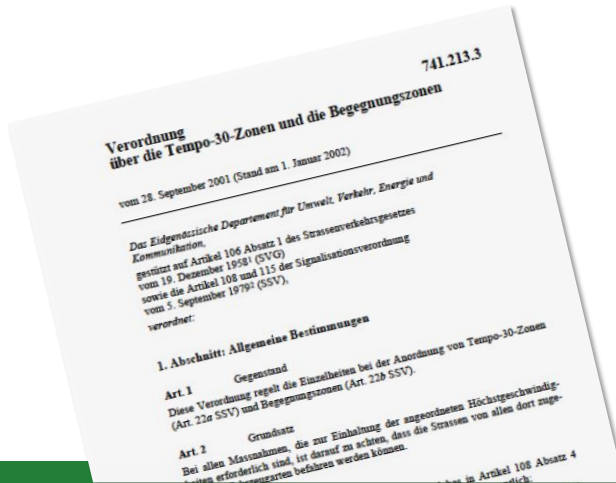 741.213.3
Verordnung
über die Tempo-30-Zonen und die Begegnungszonen
vom 28. September 2001 (Stand am 1. Januar 2002)
Das Eidgenössische Departement für Umwelt, Verkehr, Energie und
Kommunikation,
gestützt auf Artikel 106 Absatz 1 des Strassenverkehrsgesetzes
vom 19. Dezember 1958¹ (SVG)
sowie die Artikel 108 und 115 der Signalisationsverordnung
vom 5. September 1979² (SSV),
verordnet:
1. Abschnitt: Allgemeine Bestimmungen
Art. 1 Gegenstand
Diese Verordnung regelt die Einzelheiten bei der Anordnung von Tempo-30-Zonen
(Art. 22a SSV) und Begegnungszonen (Art. 22b SSV).
Art. 2 Grundsatz
Bei allen Massnahmen, die zur Einhaltung der angeordneten Höchstgeschwindig-
erforderlich sind, ist darauf zu achten, dass die Strassen von allen dort zuge-
befahren werden können.
in Artikel 108 Absatz 4